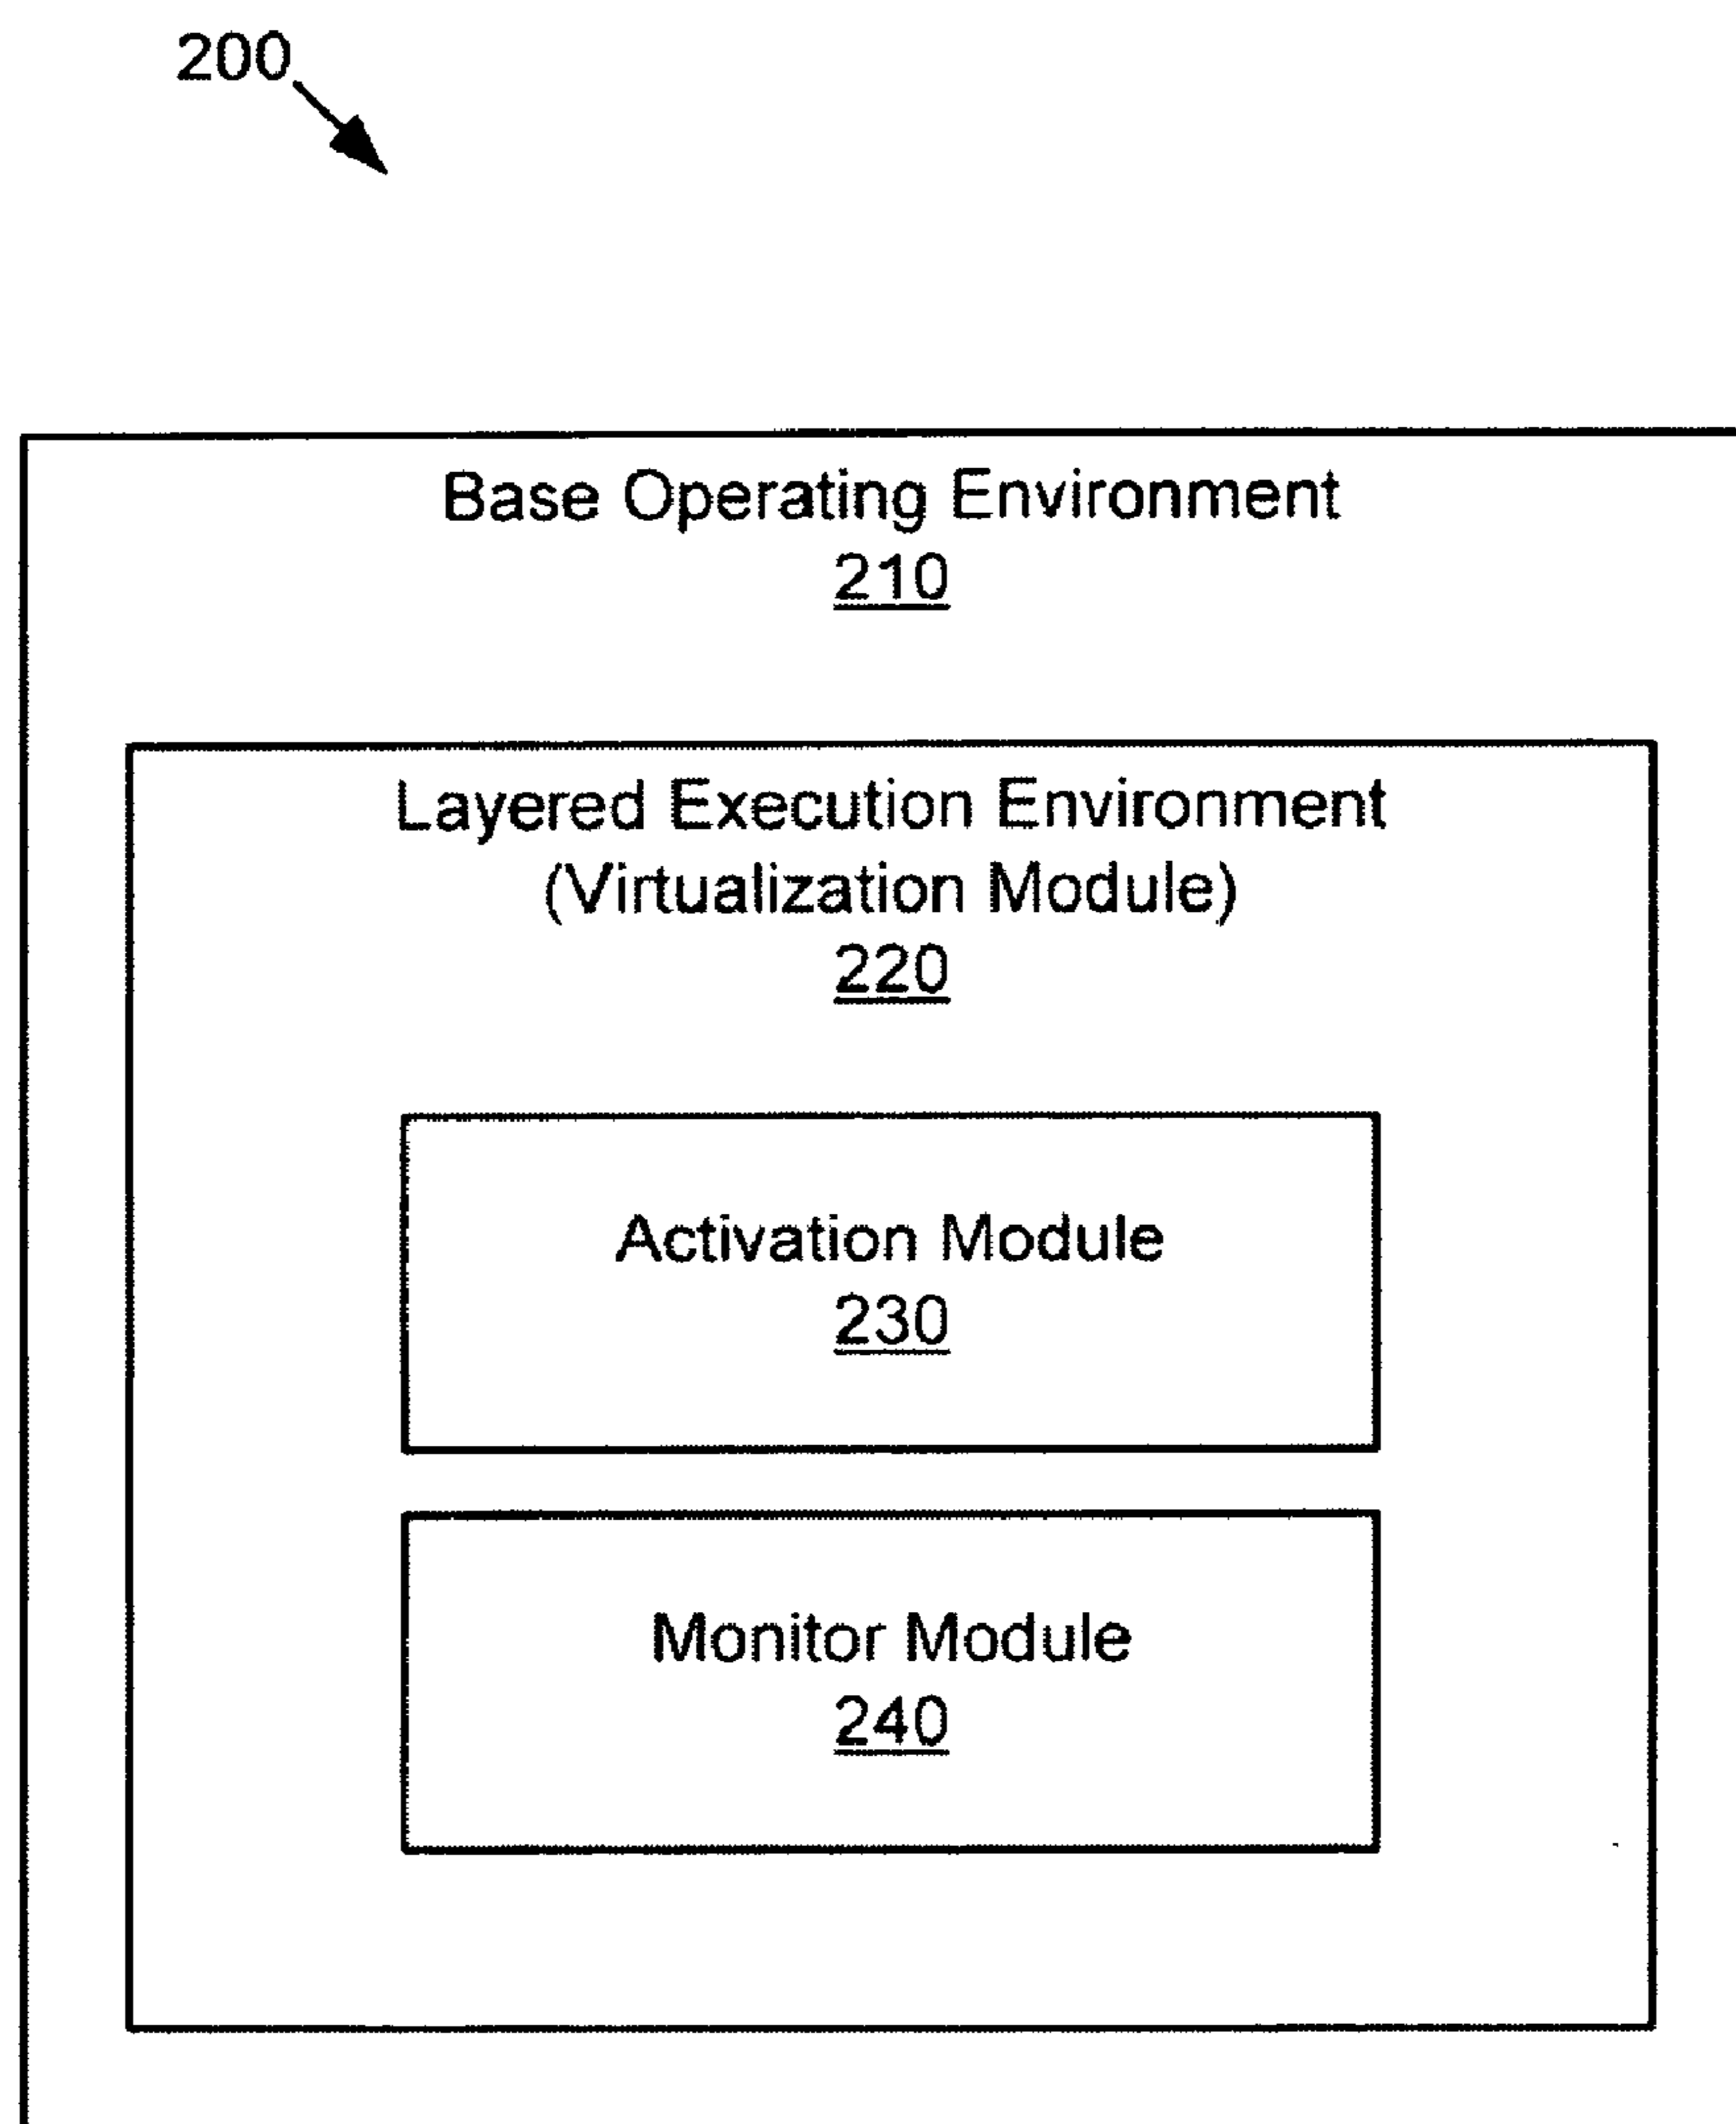 200
Base Operating Environment
210
Layered Execution Environment
(Virtualization Module)
220
Activation Module
230
Monitor Module
240